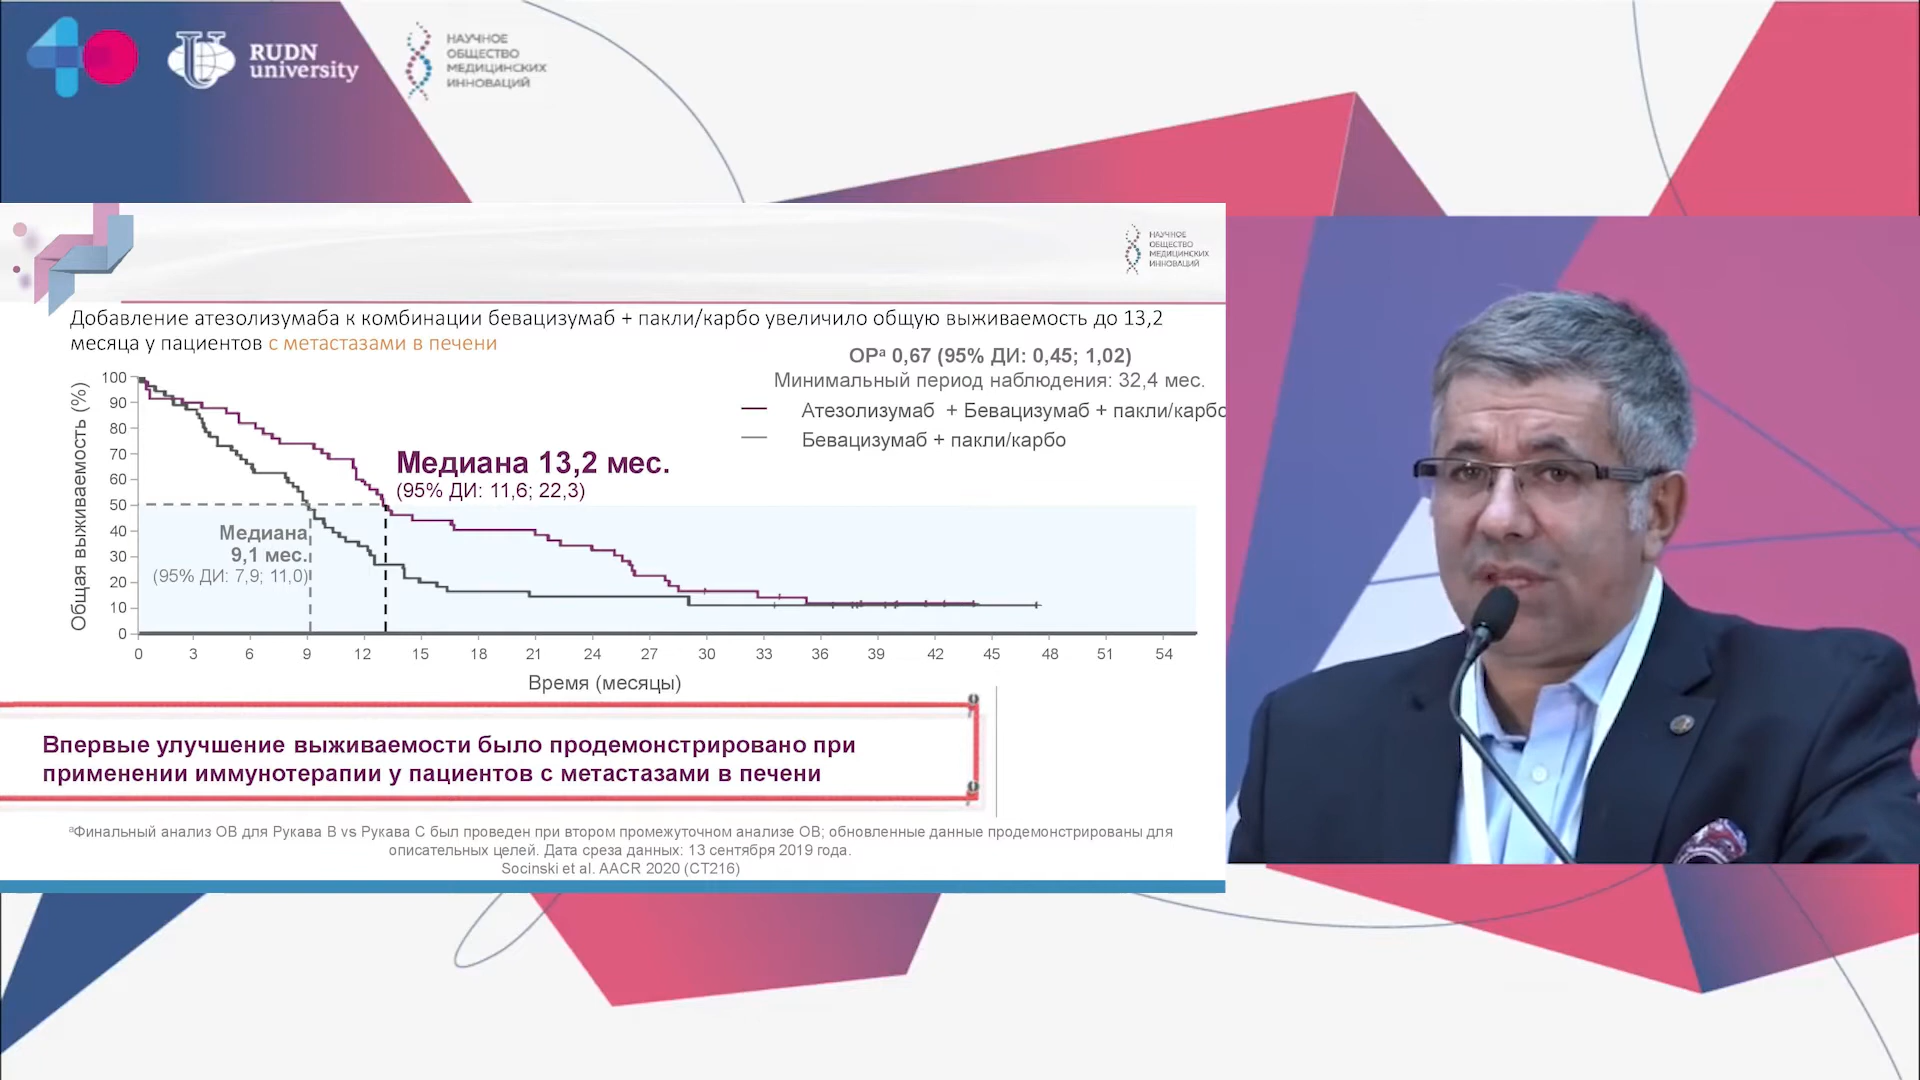 40
RUDN
university
НАУЧНОЕ
ОБЩЕСТВО
МЕДИЦИНСКИХ
ИННОВАЦИЙ
НАУЧНОЕ
ОБЩЕСТВО
МЕДИЦИНСКИХ
ИННОВАЦИЙ
Добавление атезолизумаба к комбинации бевацизумаб + пакли/карбо увеличило общую выживаемость до 13,2
месяца у пациентов с метастазами в печени
ОРª 0,67 (95% ДИ: 0,45; 1,02)
Минимальный период наблюдения: 32,4 мес.
Атезолизумаб + Бевацизумаб + пакли/карбо
Бевацизумаб + пакли/карбо
Общая выживаемость (%)
100
90
80
70
60
50
40
30
20
10
0
Медиана 13,2 мес.
(95% ДИ: 11,6; 22,3)
Медиана
9,1 мес.
(95% ДИ: 7,9; 11,0)
0 3 6 9 12 15 18 21 24 27 30 33 36 39 42 45 48 51 54
Время (месяцы)
Впервые улучшение выживаемости было продемонстрировано при
применении иммунотерапии у пациентов с метастазами в печени
ªФинальный анализ ОВ для Рукава B vs Рукава C был проведен при втором промежуточном анализе ОВ; обновленные данные продемонстрированы для
описательных целей. Дата среза данных: 13 сентября 2019 года.
Socinski et al. AACR 2020 (CT216)